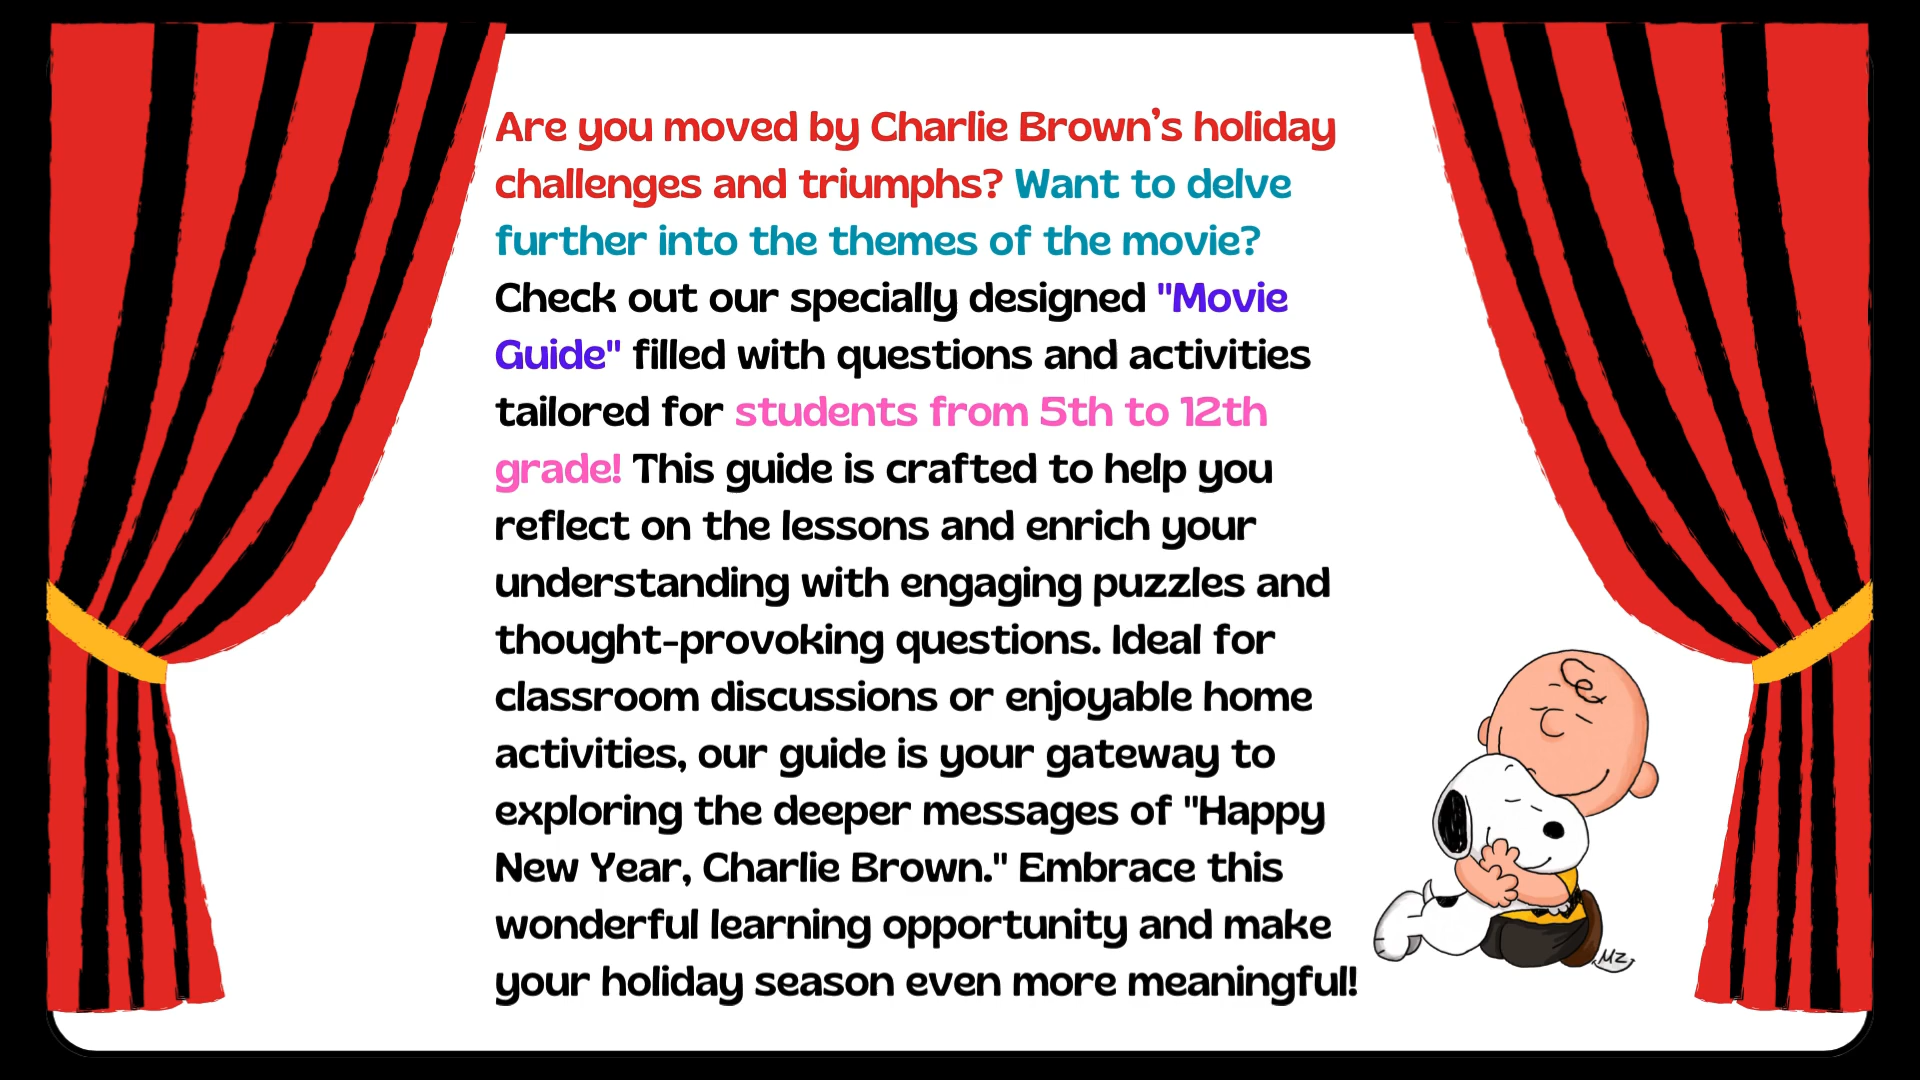 Are you moved by Charlie Brown’s holiday
challenges and triumphs? Want to delve
further into the themes of the movie?
Check out our specially designed "Movie
Guide" filled with questions and activities
tailored for students from 5th to 12th
grade! This guide is crafted to help you
reflect on the lessons and enrich your
understanding with engaging puzzles and
thought-provoking questions. Ideal for
classroom discussions or enjoyable home
activities, our guide is your gateway to
exploring the deeper messages of "Happy
New Year, Charlie Brown." Embrace this
wonderful learning opportunity and make
your holiday season even more meaningful!
MZ